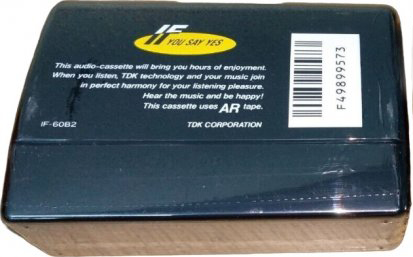 IF
YOU SAY YES
This audio-cassette will bring you hours of enjoyment.
When you listen, TDK technology and your music join
in perfect harmony for your listening pleasure.
Hear the music and be happy!
This cassette uses AR tape.
IF-60B2
TDK CORPORATION
F49899573